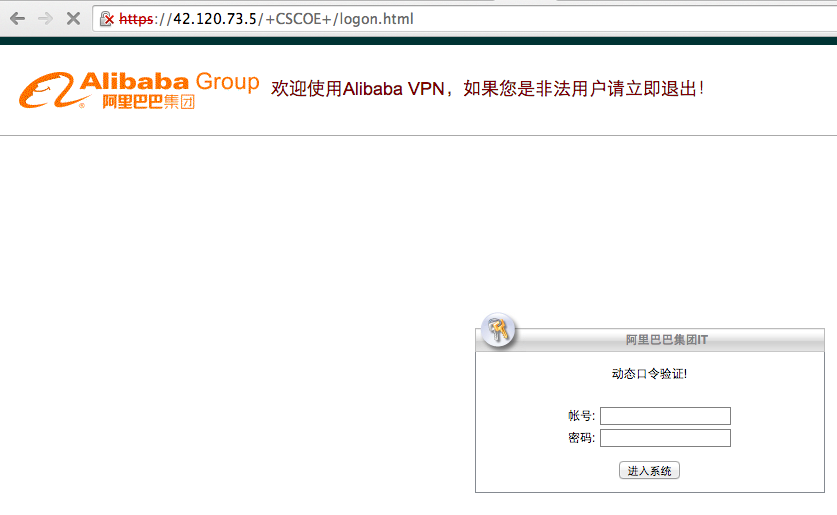 https://42.120.73.5/+CSCOE+/logon.html
Alibaba Group
阿里巴巴集团
®
欢迎使用Alibaba VPN，如果您是非法用户请立即退出！
阿里巴巴集团IT
动态口令验证!
帐号:
密码:
进入系统